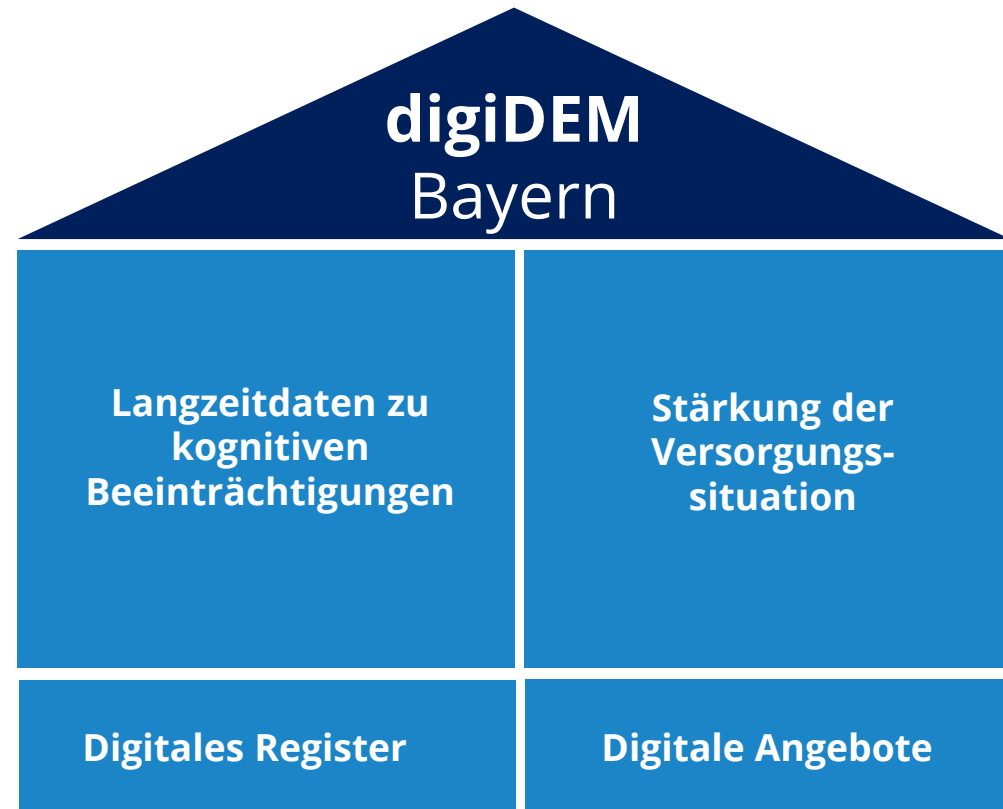 digiDEM
Bayern
Langzeitdaten zu
kognitiven
Beeinträchtigungen
Stärkung der
Versorgungs-
situation
Digitales Register
Digitale Angebote